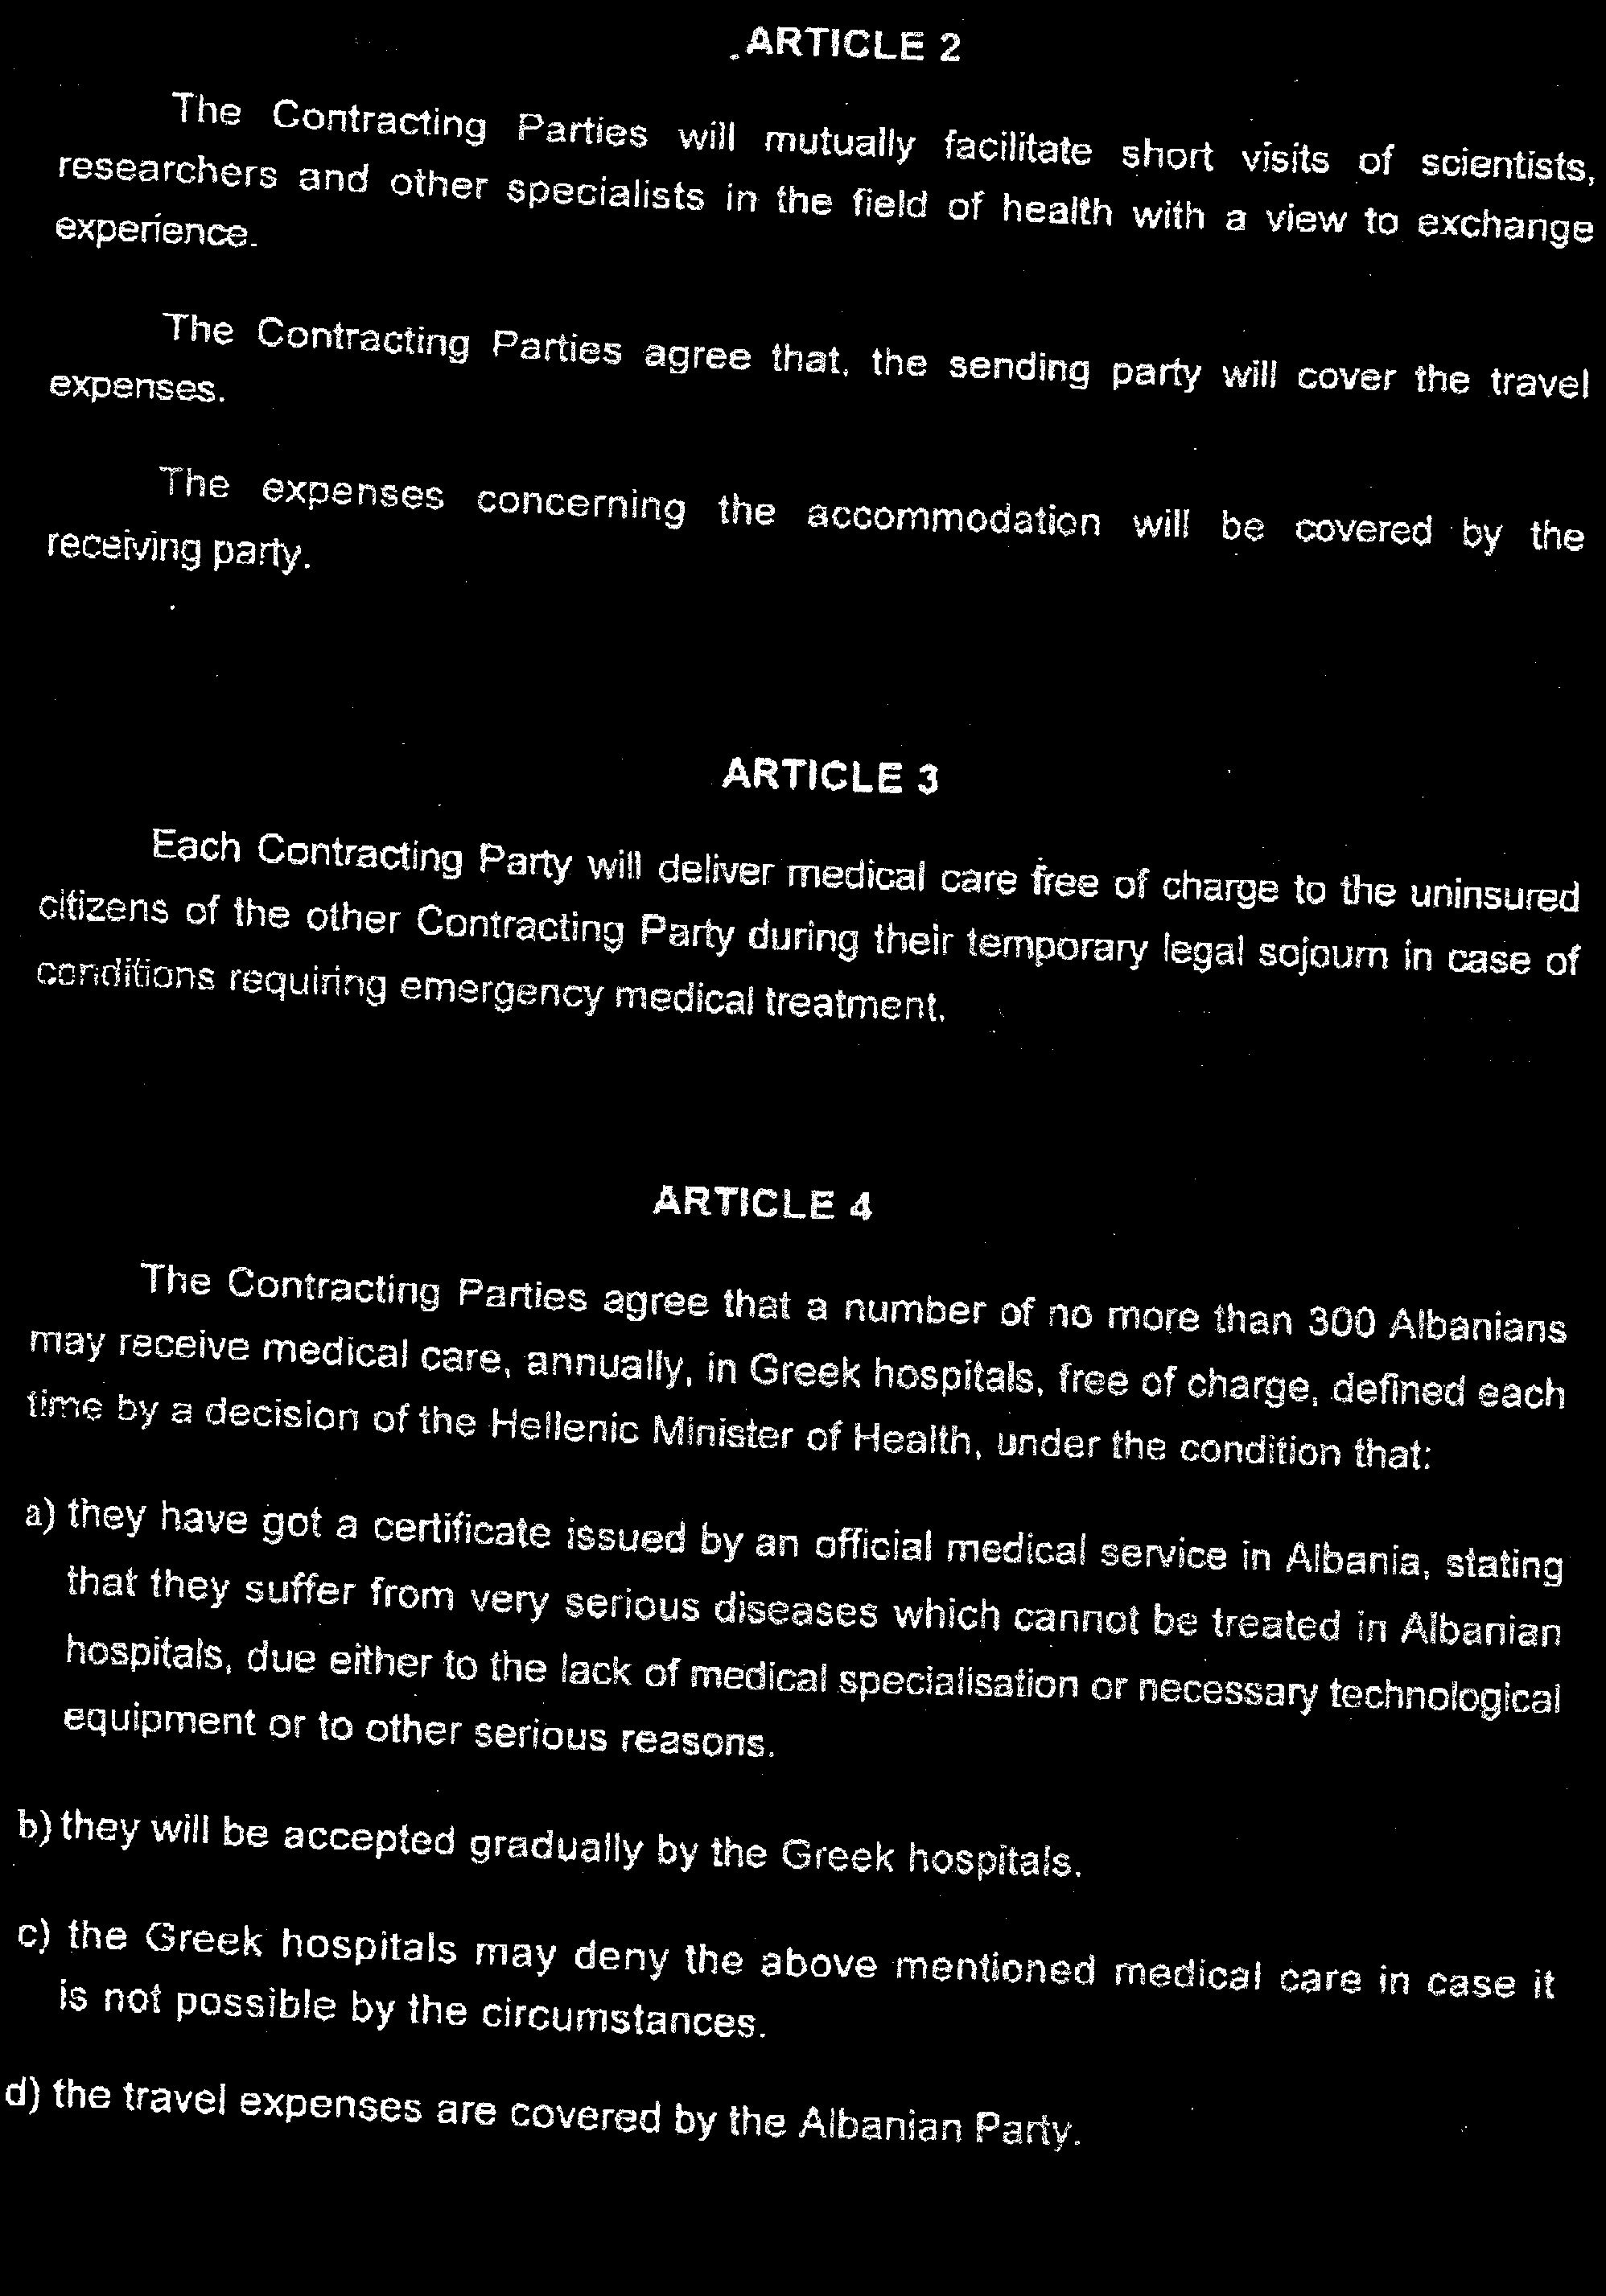 ARTICLE 2
The Contracting Parties will mutually facilitate short visits of scientists,
researchers and other specialists in the field of health with a view to exchange
experience.
The Contracting Parties agree that, the sending party will cover the travel
expenses.
The expenses concerning the accommodation will be covered by the
receiving party.
ARTICLE 3
Each Contracting Party will deliver medical care free of charge to the uninsured
citizens of the other Contracting Party during their temporary legal sojourn in case of
conditions requiring emergency medical treatment.
ARTICLE 4
The Contracting Parties agree that a number of no more than 300 Albanians
may receive medical care, annually, in Greek hospitals, free of charge, defined each
time by a decision of the Hellenic Minister of Health, under the condition that:
a) they have got a certificate issued by an official medical service in Albania, stating
that they suffer from very serious diseases which cannot be treated in Albanian
hospitals, due either to the lack of medical specialisation or necessary technological
equipment or to other serious reasons.
b) they will be accepted gradually by the Greek hospitals.
c) the Greek hospitals may deny the above mentioned medical care in case it
is not possible by the circumstances.
d) the travel expenses are covered by the Albanian Party.